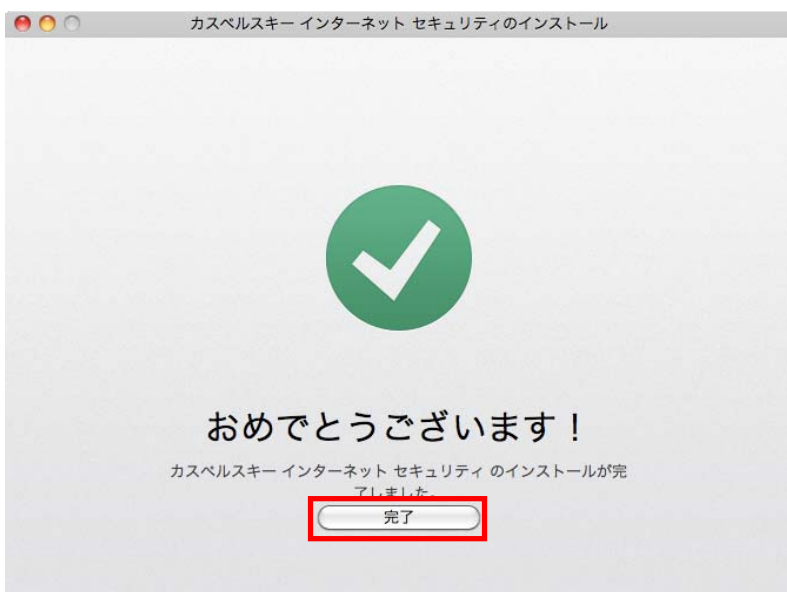 カスペルスキー インターネット セキュリティのインストール
おめでとうございます！
カスペルスキー インターネット セキュリティ のインストールが完
了しました。
完了